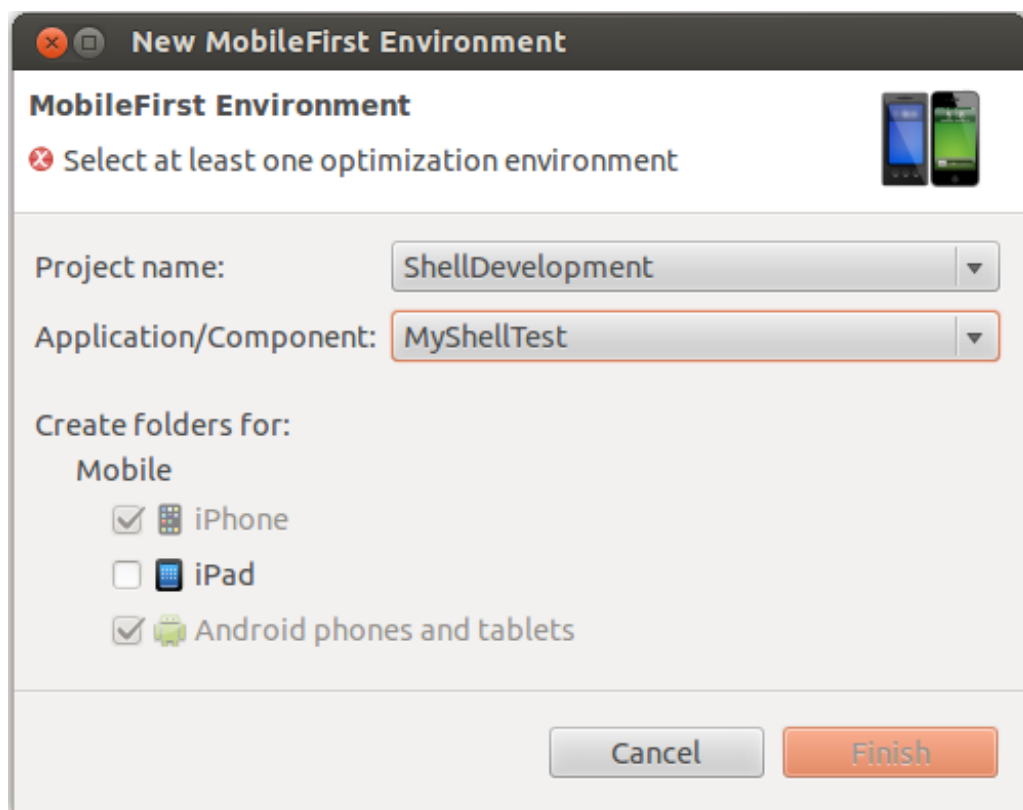 New MobileFirst Environment
MobileFirst Environment
Select at least one optimization environment
Project name: ShellDevelopment
Application/Component: MyShellTest
Create folders for:
Mobile
iPhone
iPad
Android phones and tablets
Cancel Finish